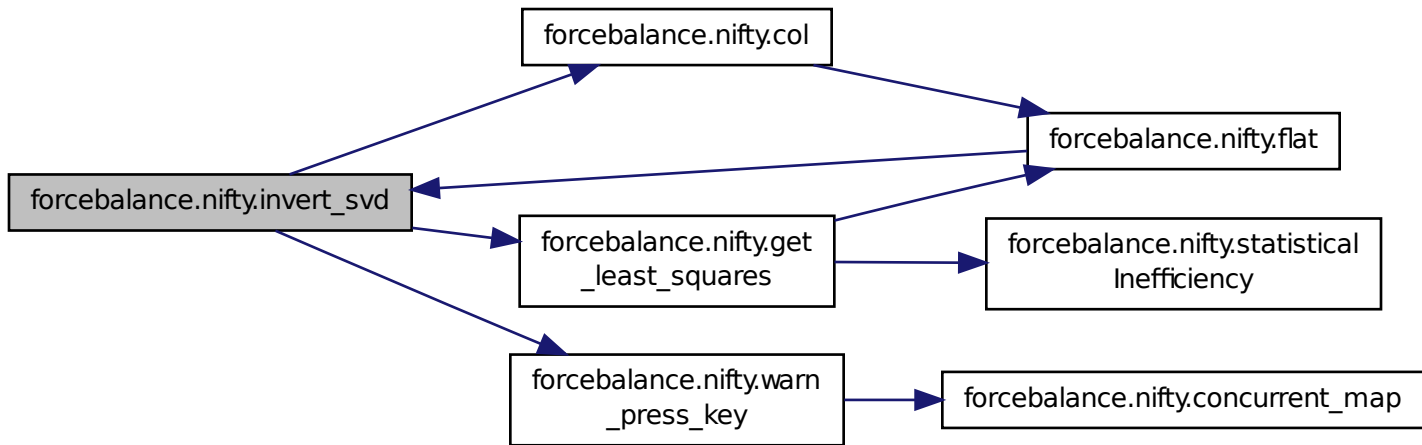 forcebalance.nifty.col
forcebalance.nifty.flat
forcebalance.nifty.invert_svd
forcebalance.nifty.get
_least_squares
forcebalance.nifty.statistical
Inefficiency
forcebalance.nifty.warn
_press_key
forcebalance.nifty.concurrent_map